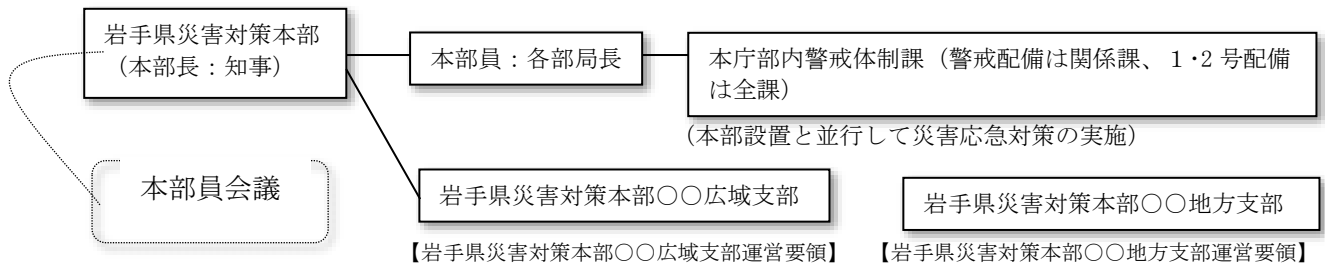 岩手県災害対策本部
（本部長：知事）
本部員：各部局長
本庁部内警戒体制課（警戒配備は関係課、１･2 号配備
は全課）
（本部設置と並行して災害応急対策の実施）
本部員会議
岩手県災害対策本部○○広域支部
岩手県災害対策本部○○地方支部
【岩手県災害対策本部○○広域支部運営要領】
【岩手県災害対策本部○○地方支部運営要領】